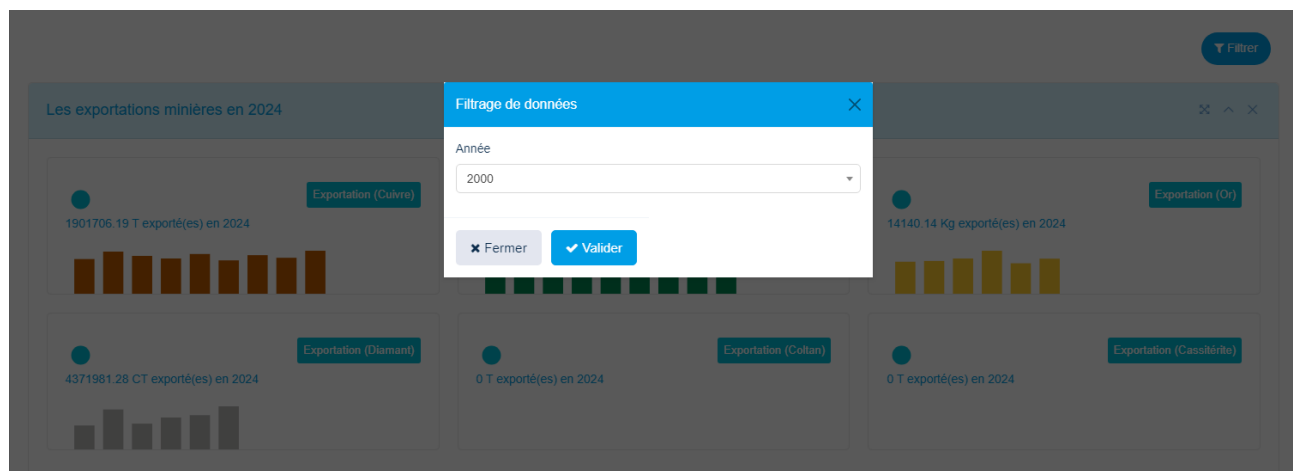 Filtrer
Les exportations minières en 2024
Filtrage de données
Année
2000
Fermer
Valider
Exportation (Cuivre)
1901706.19 T exporté(es) en 2024
Exportation (Or)
14140.14 Kg exporté(es) en 2024
Exportation (Diamant)
4371981.28 CT exporté(es) en 2024
Exportation (Coltan)
0 T exporté(es) en 2024
Exportation (Cassitérite)
0 T exporté(es) en 2024